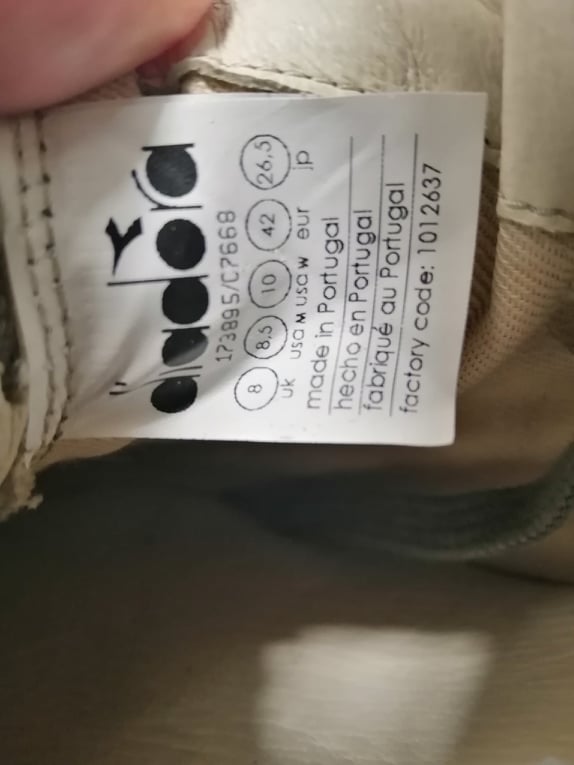 diadora
173895/C7668
8 8,5 10 42 26,5
uk usa M usa w eur jp
made in Portugal
hecho en Portugal
fabriqué au Portugal
factory code: 1012637